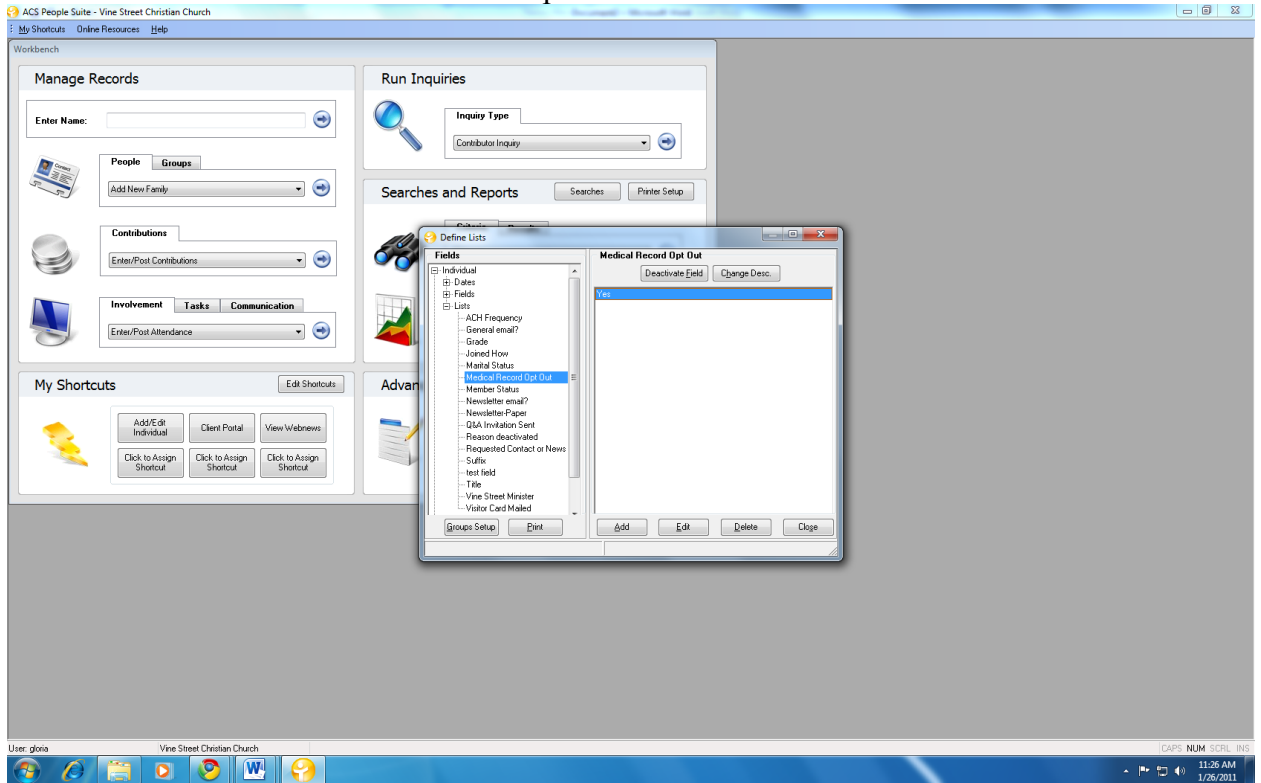 ACS People Suite - Vine Street Christian Church
My Shortcuts Online Resources Help
Workbench
Manage Records
Enter Name:
People Groups
Add New Family
Contributions
Enter/Post Contributions
Involvement Tasks Communication
Enter/Post Attendance
My Shortcuts Edit Shortcuts
Add/Edit Individual Client Portal View Webnews
Click to Assign Shortcut Click to Assign Shortcut Click to Assign Shortcut
Run Inquiries
Inquiry Type
Contributor Inquiry
Searches and Reports Searches Printer Setup
Advan
Define Lists
Fields
Individual
Dates
Fields
Lists
ACH Frequency
General email?
Grade
Joined How
Marital Status
Medical Record Opt Out
Member Status
Newsletter email?
Newsletter-Paper
Q&A Invitation Sent
Reason deactivated
Requested Contact or News
Suffix
test field
Title
Vine Street Minister
Visitor Card Mailed
Groups Setup Print
Medical Record Opt Out
Deactivate Field Change Desc.
Yes
Add Edit Delete Close
User: gloria Vine Street Christian Church CAPS NUM SCRL INS
11:26 AM
1/26/2011